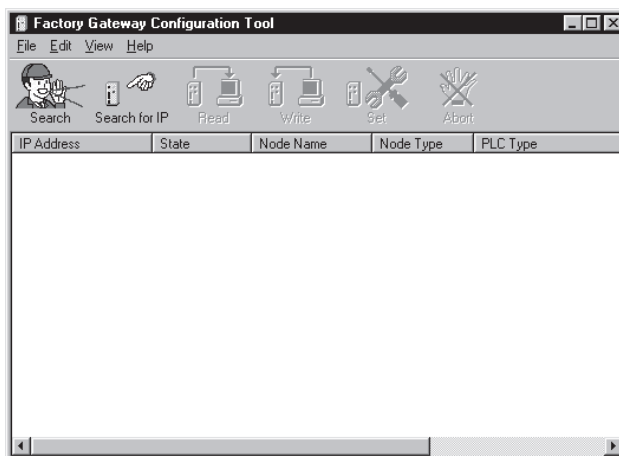 Factory Gateway Configuration Tool
File Edit View Help
Search Search for IP Read Write Set Abort
IP Address State Node Name Node Type PLC Type